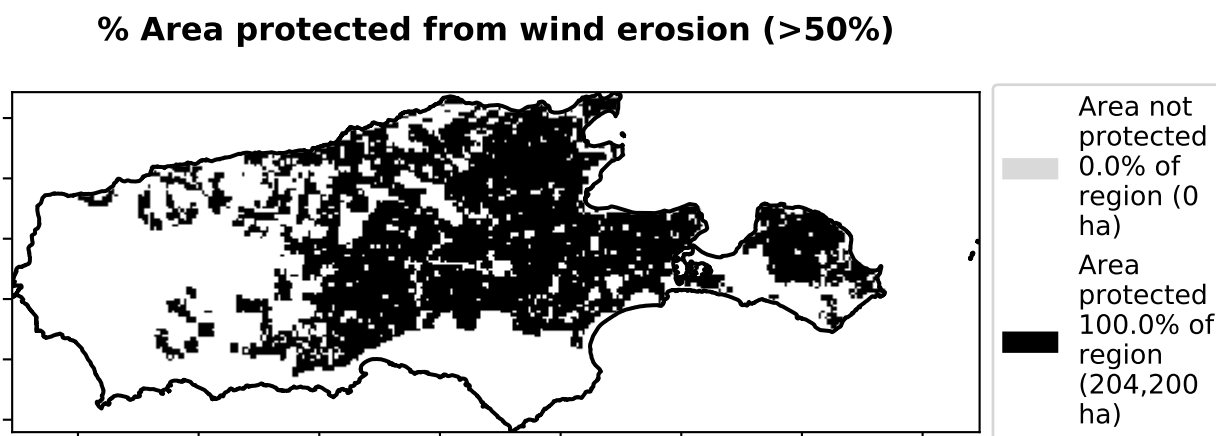 % Area protected from wind erosion (>50%)
Area not
protected
0.0% of
region (0
ha)
Area
protected
100.0% of
region
(204,200
ha)